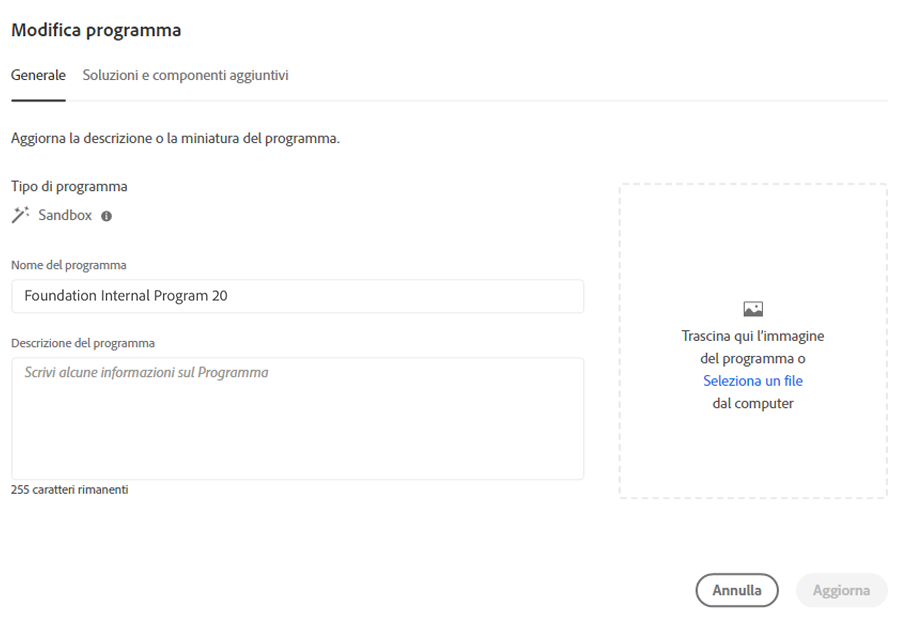 Modifica programma
Generale
Soluzioni e componenti aggiuntivi
Aggiorna la descrizione o la miniatura del programma.
Tipo di programma
Sandbox
Nome del programma
Foundation Internal Program 20
Descrizione del programma
Scrivi alcune informazioni sul Programma
255 caratteri rimanenti
Trascina qui l'immagine
del programma o
Seleziona un file
dal computer
Annulla
Aggiorna